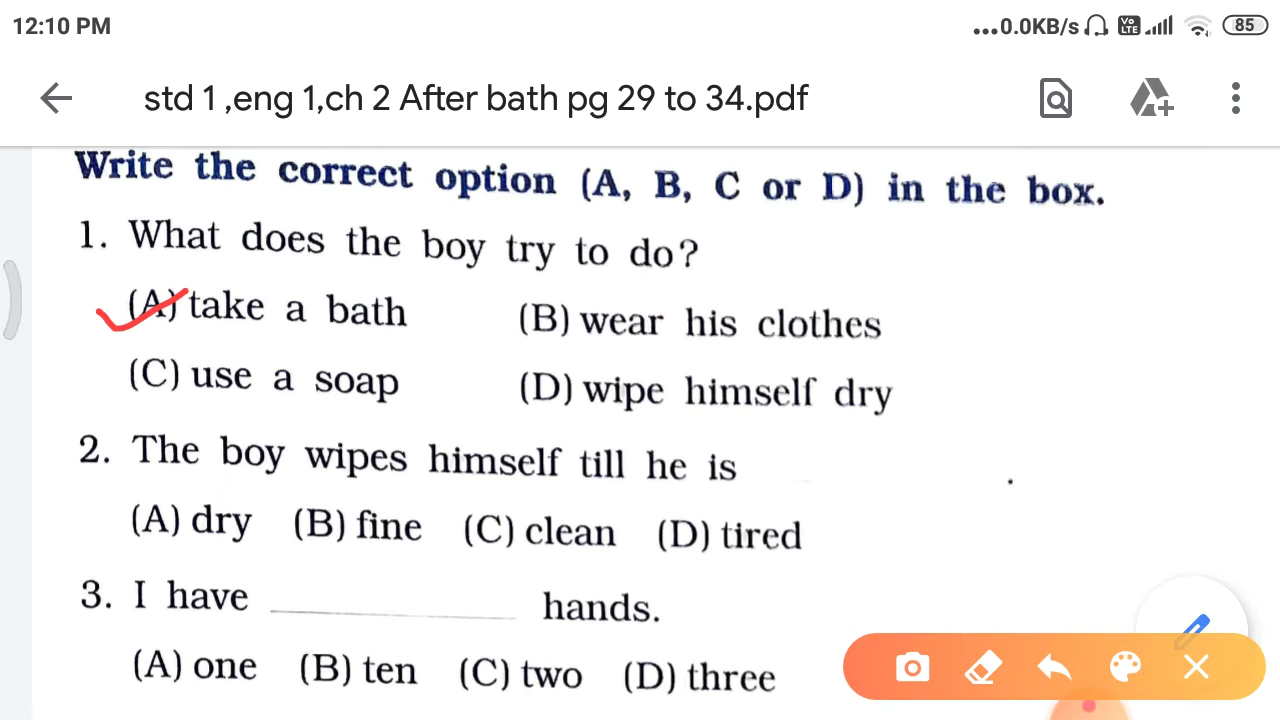 12:10 PM ...0.0KB/s Vo LTE 85
std 1 ,eng 1,ch 2 After bath pg 29 to 34.pdf
Write the correct option (A, B, C or D) in the box.
1. What does the boy try to do?
(A) take a bath (B) wear his clothes
(C) use a soap (D) wipe himself dry
2. The boy wipes himself till he is .
(A) dry (B) fine (C) clean (D) tired
3. I have ________ hands.
(A) one (B) ten (C) two (D) three